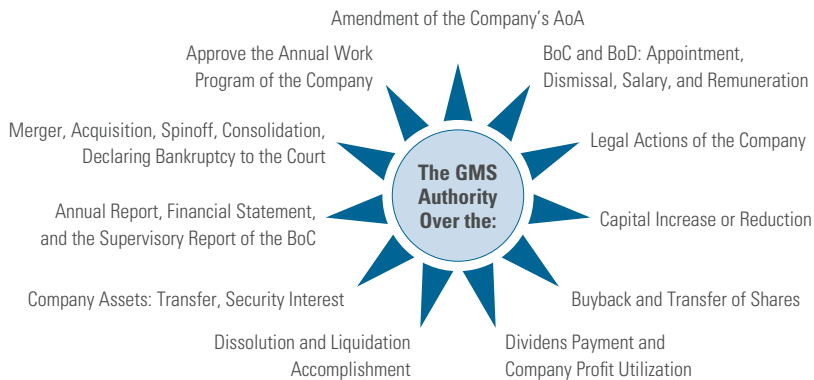 Amendment of the Company's AoA
Approve the Annual Work
Program of the Company
BoC and BoD: Appointment,
Dismissal, Salary, and Remuneration
Merger, Acquisition, Spinoff, Consolidation,
Declaring Bankruptcy to the Court
Legal Actions of the Company
The GMS
Authority
Over the:
Annual Report, Financial Statement,
and the Supervisory Report of the BoC
Capital Increase or Reduction
Company Assets: Transfer, Security Interest
Buyback and Transfer of Shares
Dissolution and Liquidation
Accomplishment
Dividens Payment and
Company Profit Utilization